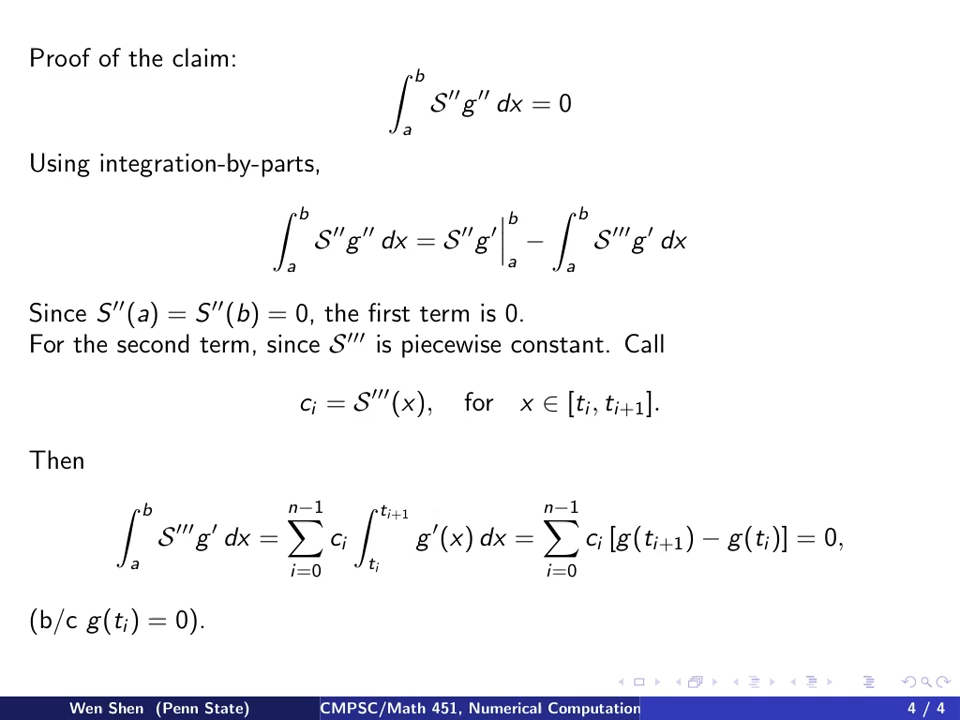 Proof of the claim:
∫_a^b S″g″ dx = 0
Using integration-by-parts,
∫_a^b S″g″ dx = S″g′|_a^b − ∫_a^b S‴g′ dx
Since S″(a) = S″(b) = 0, the first term is 0.
For the second term, since S‴ is piecewise constant. Call
c_i = S‴(x), for x ∈ [t_i, t_{i+1}].
Then
∫_a^b S‴g′ dx = ∑_{i=0}^{n−1} c_i ∫_{t_i}^{t_{i+1}} g′(x) dx = ∑_{i=0}^{n−1} c_i [g(t_{i+1}) − g(t_i)] = 0,
(b/c g(t_i) = 0).
Wen Shen (Penn State) CMPSC/Math 451, Numerical Computation 4 / 4